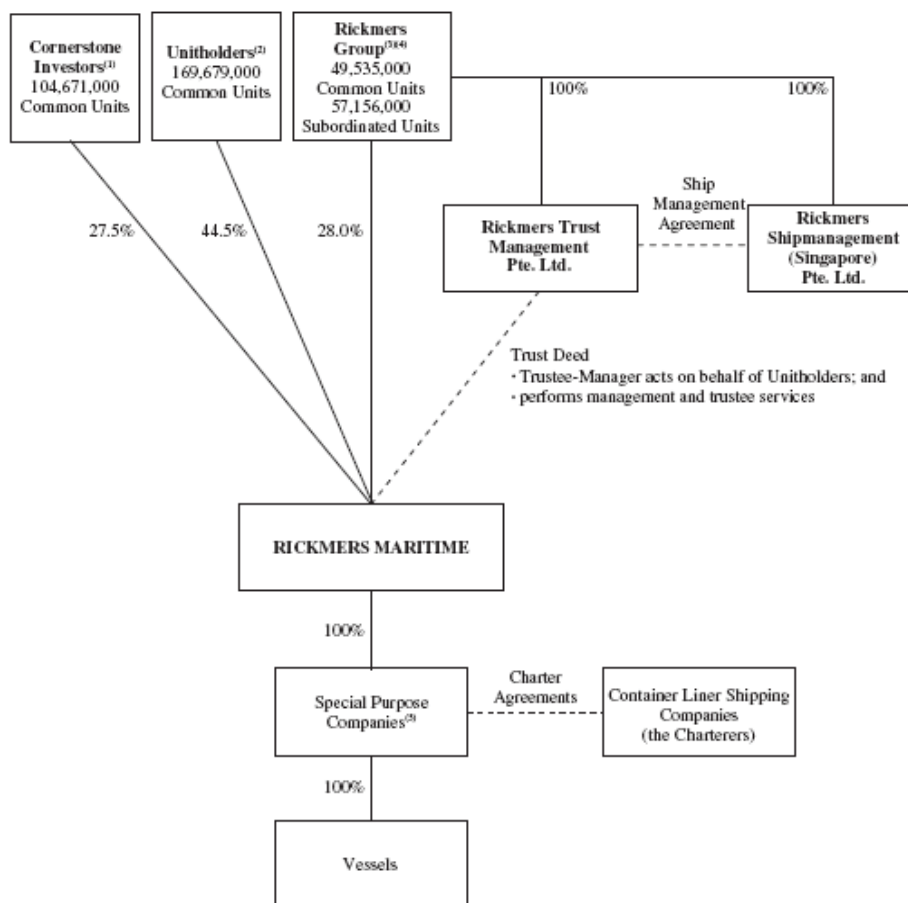 Cornerstone
Investors(1)
104,671,000
Common Units
Unitholders(2)
169,679,000
Common Units
Rickmers
Group(3)(4)
49,535,000
Common Units
57,156,000
Subordinated Units
100%
100%
27.5%
44.5%
28.0%
Rickmers Trust
Management
Pte. Ltd.
Ship
Management
Agreement
Rickmers
Shipmanagement
(Singapore)
Pte. Ltd.
Trust Deed
• Trustee-Manager acts on behalf of Unitholders; and
• performs management and trustee services
RICKMERS MARITIME
100%
Special Purpose
Companies(5)
Charter
Agreements
Container Liner Shipping
Companies
(the Charterers)
100%
Vessels